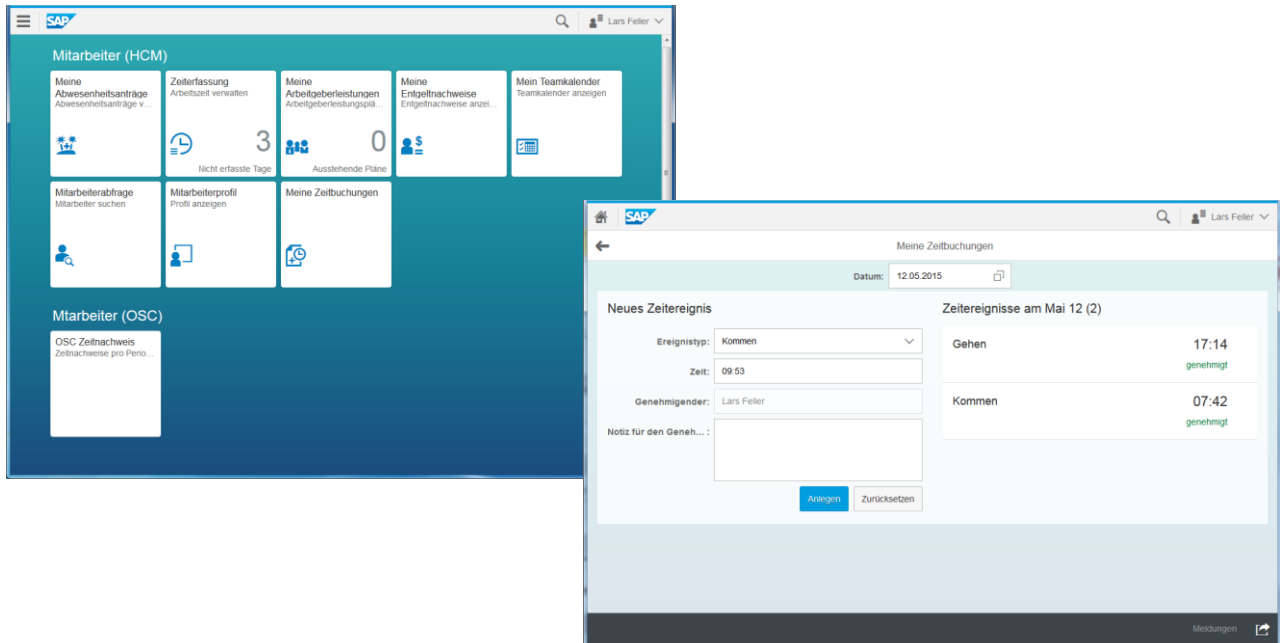 SAP
Lars Feller
Mitarbeiter (HCM)
Meine
Abwesenheitsanträge
Abwesenheitsanträge v...
Zeiterfassung
Arbeitszeit verwalten
3
Nicht erfasste Tage
Meine
Arbeitgeberleistungen
Arbeitgeberleistungsplä...
0
Ausstehende Pläne
Meine
Entgeltnachweise
Entgeltnachweise anzei...
Mein Teamkalender
Teamkalender anzeigen
Mitarbeiterabfrage
Mitarbeiter suchen
Mitarbeiterprofil
Profil anzeigen
Meine Zeitbuchungen
Mtarbeiter (OSC)
OSC Zeitnachweis
Zeitnachweise pro Perio...
SAP
Lars Feller
Meine Zeitbuchungen
Datum: 12.05.2015
Neues Zeitereignis
Ereignistyp: Kommen
Zeit: 09:53
Genehmigender: Lars Feller
Notiz für den Geneh... :
Anlegen Zurücksetzen
Zeitereignisse am Mai 12 (2)
Gehen 17:14
genehmigt
Kommen 07:42
genehmigt
Meldungen